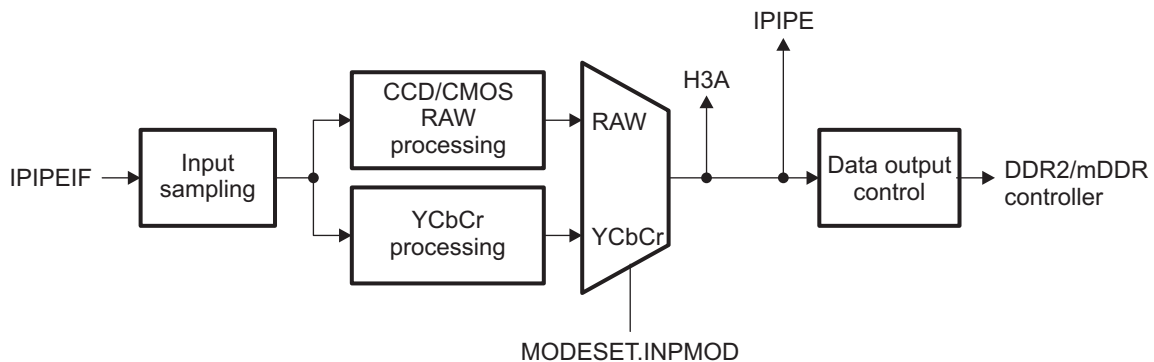 IPIPE
H3A
CCD/CMOS
RAW
processing
RAW
IPIPEIF
Input
sampling
Data output
control
DDR2/mDDR
controller
YCbCr
processing
YCbCr
MODESET.INPMOD